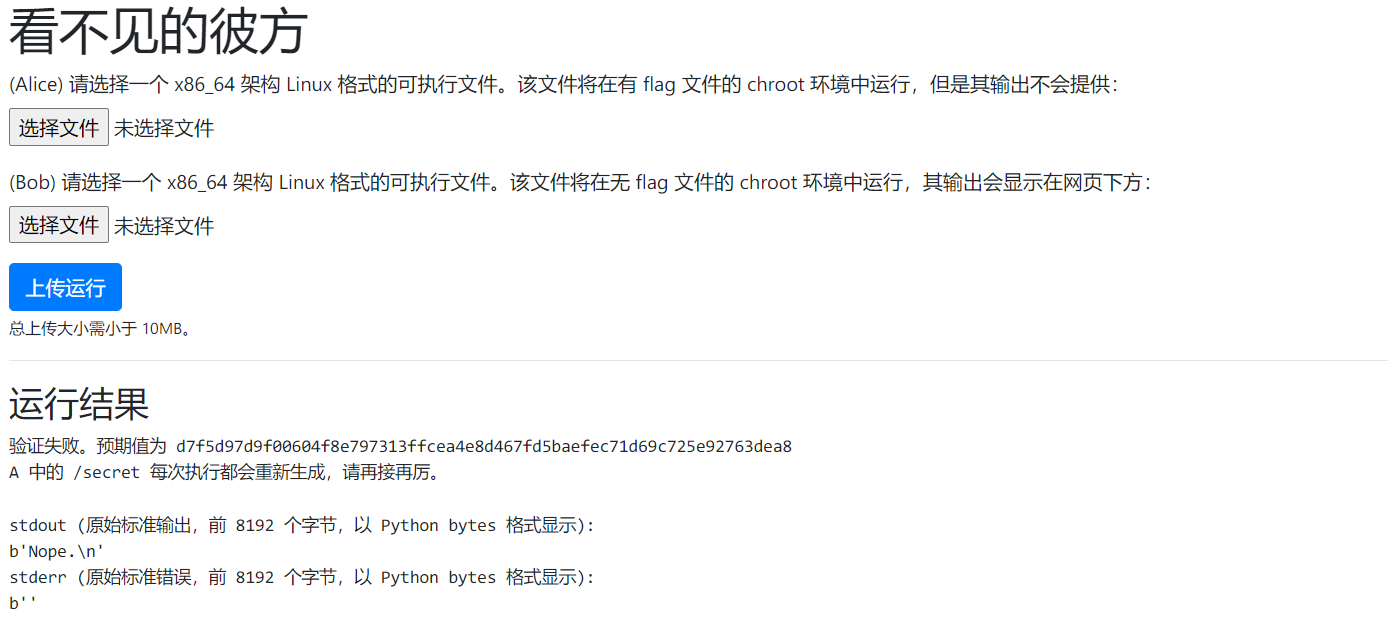 看不见的彼方
(Alice) 请选择一个 x86_64 架构 Linux 格式的可执行文件。该文件将在有 flag 文件的 chroot 环境中运行，但是其输出不会提供：
选择文件 未选择文件
(Bob) 请选择一个 x86_64 架构 Linux 格式的可执行文件。该文件将在无 flag 文件的 chroot 环境中运行，其输出会显示在网页下方：
选择文件 未选择文件
上传运行
总上传大小需小于 10MB。
运行结果
验证失败。预期值为 d7f5d97d9f00604f8e797313ffcea4e8d467fd5baefec71d69c725e92763dea8
A 中的 /secret 每次执行都会重新生成，请再接再厉。
stdout (原始标准输出，前 8192 个字节，以 Python bytes 格式显示)：
b'Nope.\n'
stderr (原始标准错误，前 8192 个字节，以 Python bytes 格式显示)：
b''